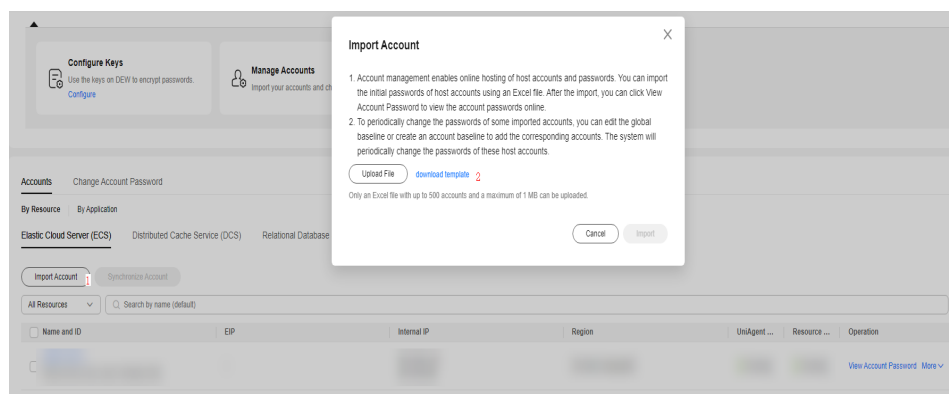 Configure Keys
Use the keys on DEW to encrypt passwords.
Configure
Manage Accounts
Import your accounts and ch
Import Account
1. Account management enables online hosting of host accounts and passwords. You can import
the initial passwords of host accounts using an Excel file. After the import, you can click View
Account Password to view the account passwords online.
2. To periodically change the passwords of some imported accounts, you can edit the global
baseline or create an account baseline to add the corresponding accounts. The system will
periodically change the passwords of these host accounts.
Upload File download template 2
Only an Excel file with up to 500 accounts and a maximum of 1 MB can be uploaded.
Cancel Import
Accounts Change Account Password
By Resource By Application
Elastic Cloud Server (ECS) Distributed Cache Service (DCS) Relational Database
Import Account 1 Synchronize Account
All Resources Search by name (default)
Name and ID EIP Internal IP Region UniAgent ... Resource ... Operation
View Account Password More